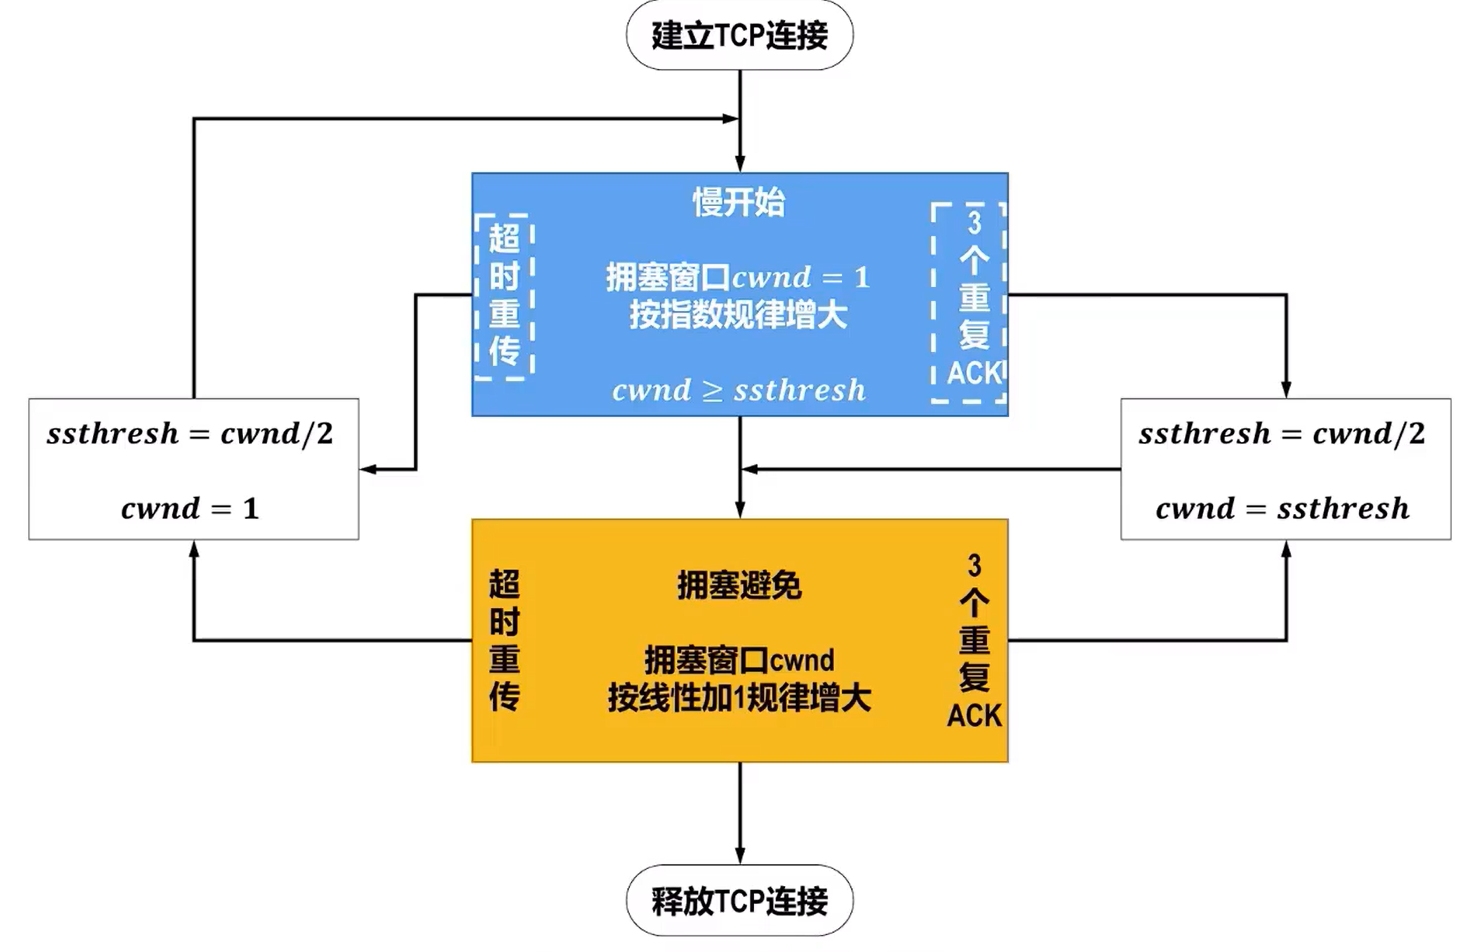 建立TCP连接
慢开始
超时重传
拥塞窗口cwnd = 1
按指数规律增大
cwnd ≥ ssthresh
3个重复ACK
ssthresh = cwnd/2
cwnd = 1
ssthresh = cwnd/2
cwnd = ssthresh
超时重传
拥塞避免
拥塞窗口cwnd
按线性加1规律增大
3个重复ACK
释放TCP连接